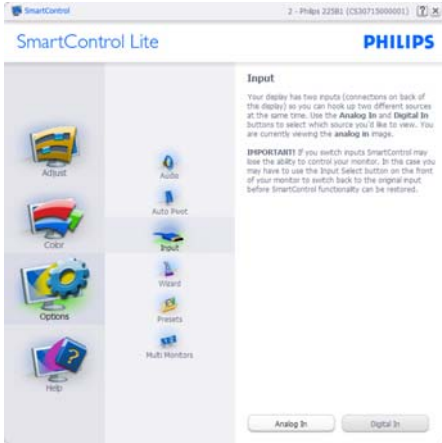 SmartControl
2 - Philips 225B1 (CS30715000001)
SmartControl Lite
PHILIPS
Adjust
Color
Options
Help
Audio
Auto Pivot
Input
Wizard
Presets
Multi Monitors
Input
Your display has two inputs (connections on back of
the display) so you can hook up two different sources
at the same time. Use the Analog In and Digital In
buttons to select which source you'd like to view. You
are currently viewing the analog in image.
IMPORTANT! If you switch inputs SmartControl may
lose the ability to control your monitor. In this case you
may have to use the Input Select button on the front
of your monitor to switch back to the original input
before SmartControl functionality can be restored.
Analog In
Digital In